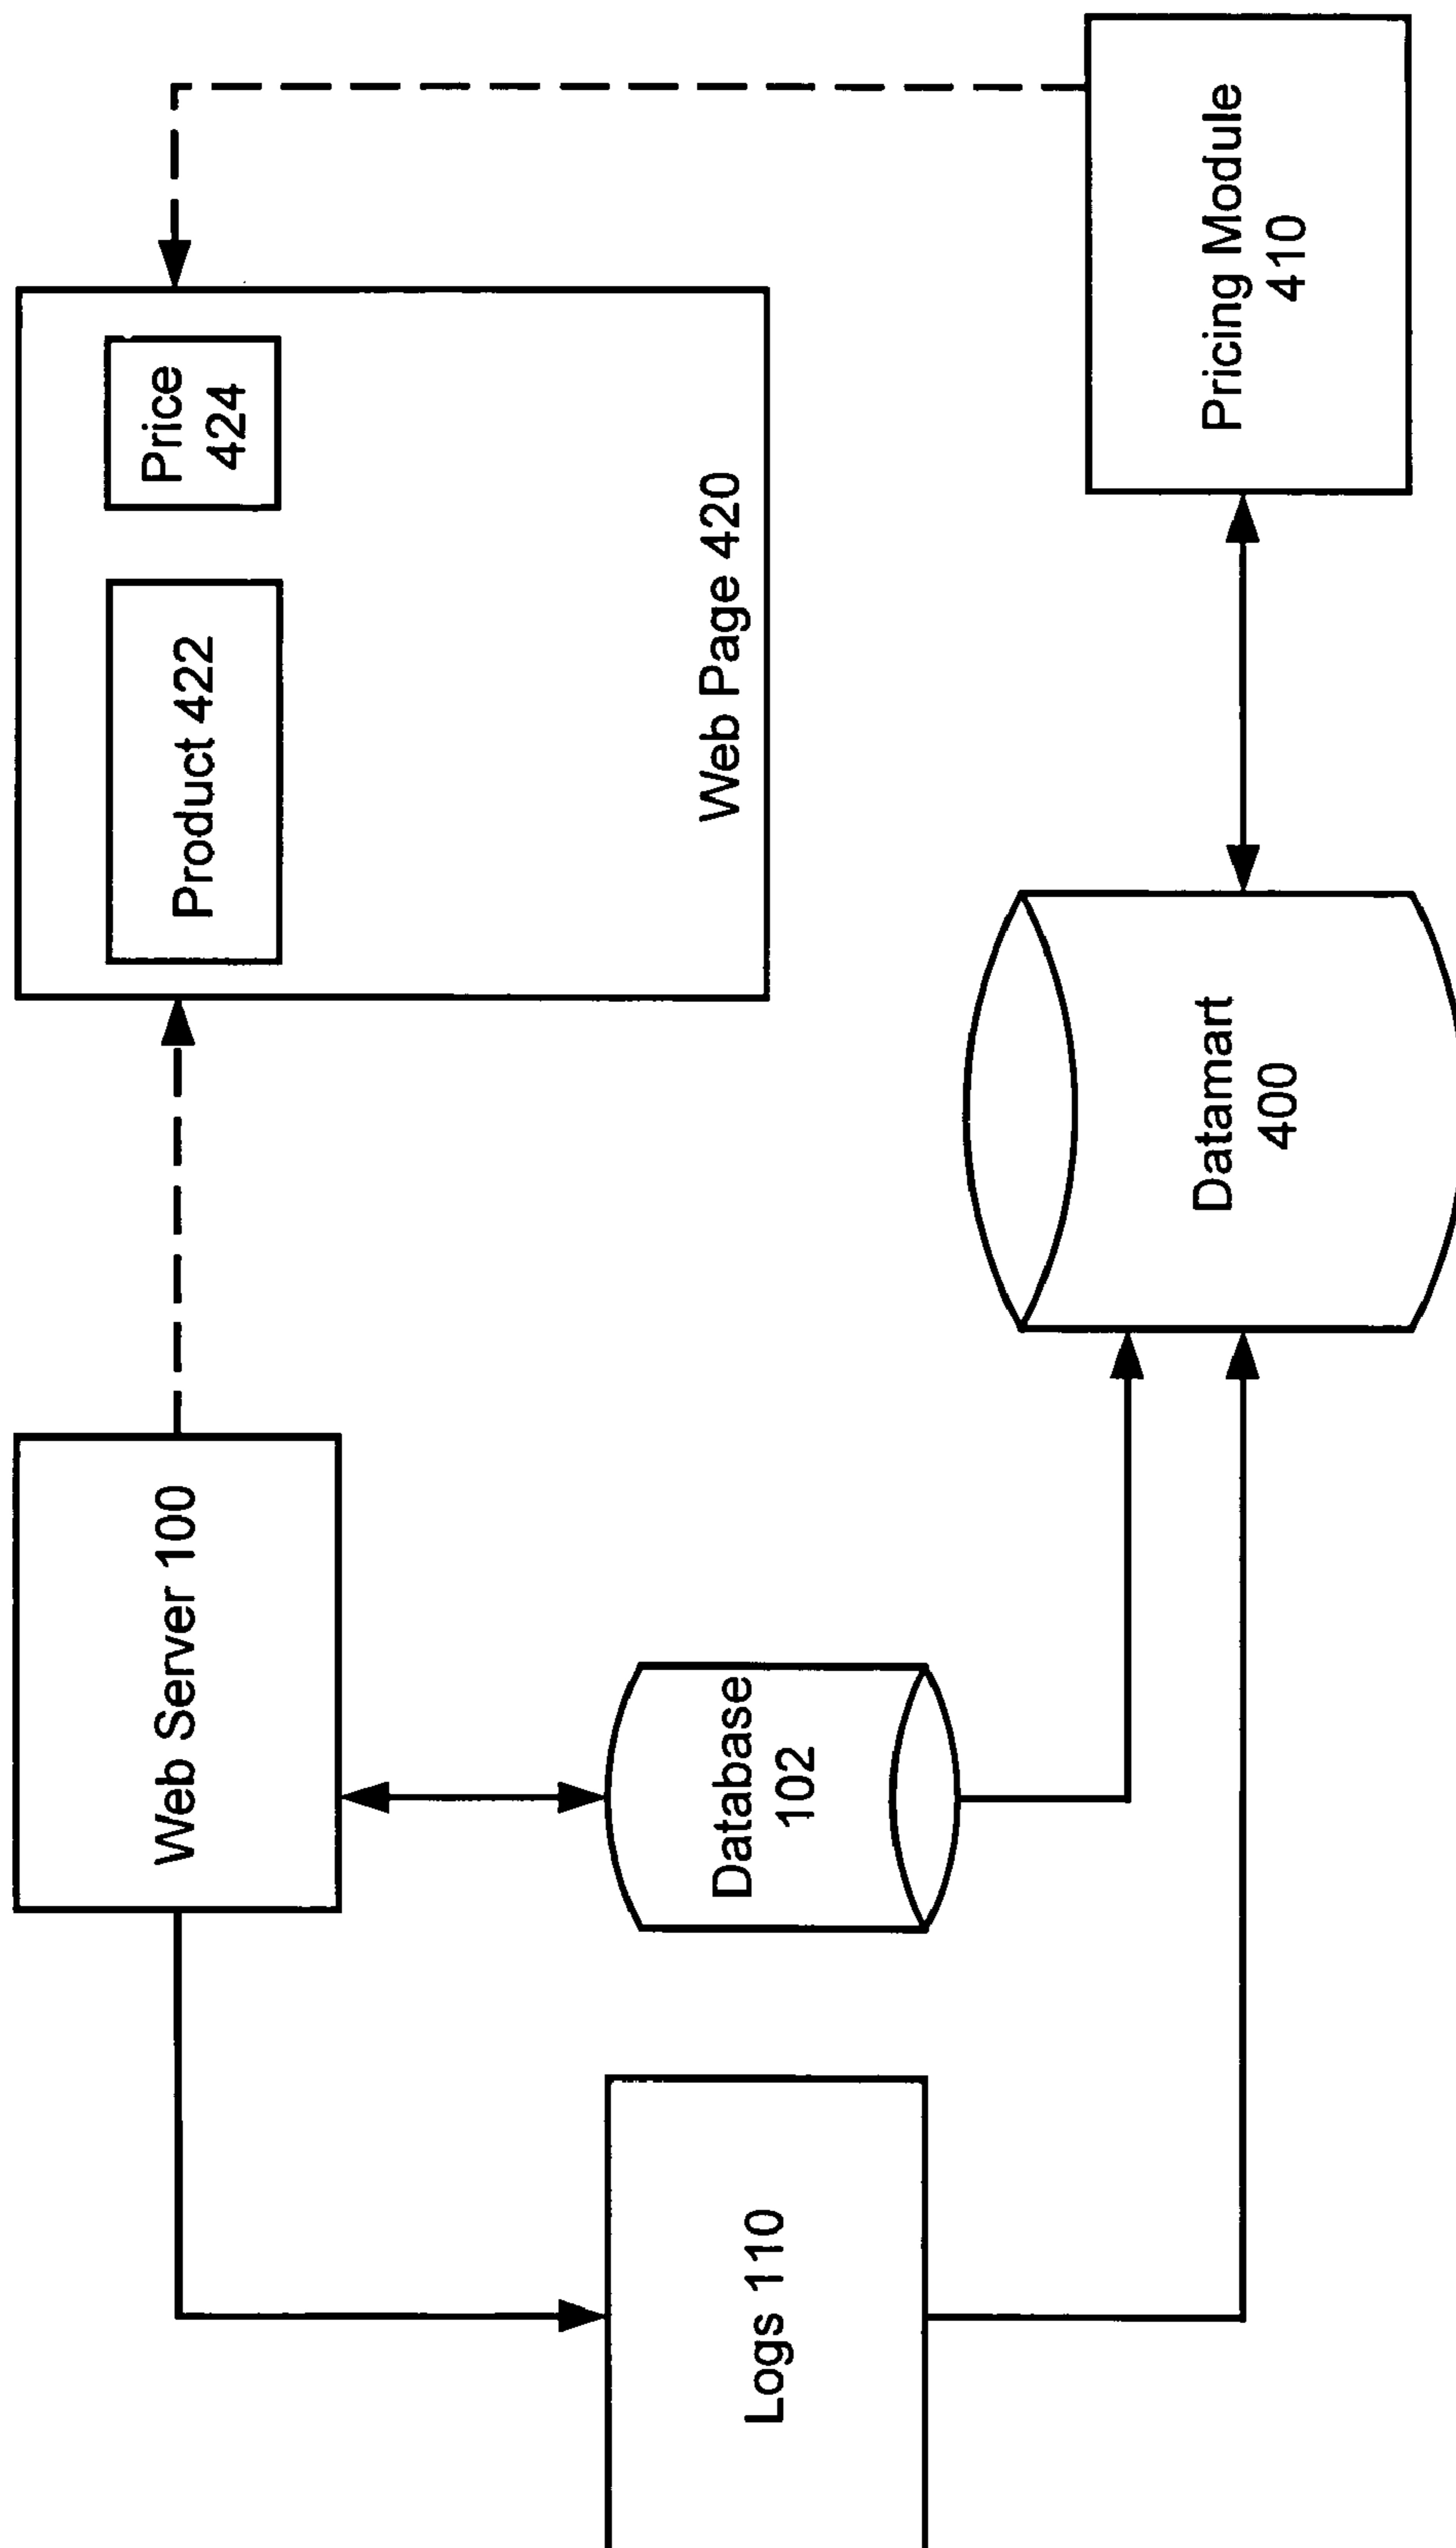 Web Server 100
Product 422
Price
424
Web Page 420
Logs 110
Database
102
Datamart
400
Pricing Module
410